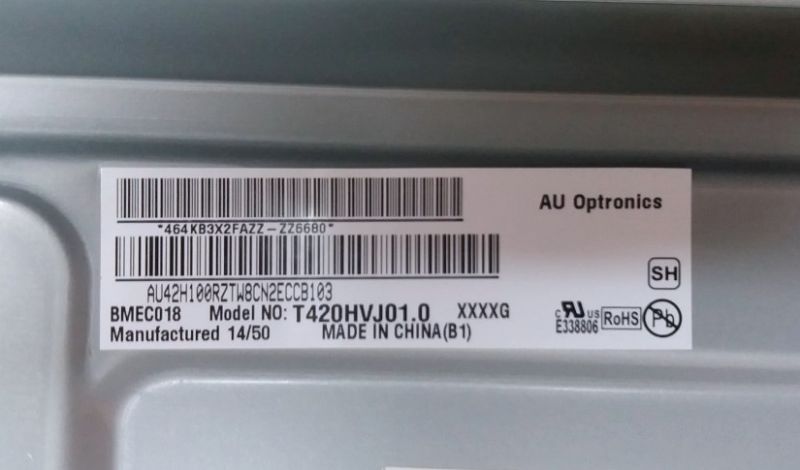 AU Optronics
"464KB3X2FAZZ-ZZ6680"
AU42H100RZTW8CN2ECCB103
SH
BMEC018 Model NO: T420HVJ01.0 XXXXG
c UR us
E338806
RoHS
Pb
Manufactured 14/50 MADE IN CHINA(B1)